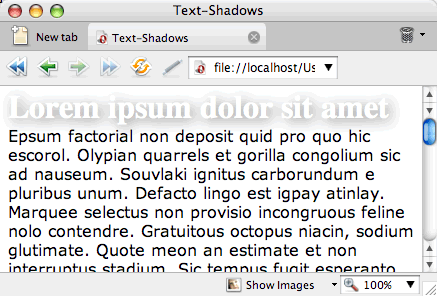 Text-Shadows
New tab
Text-Shadows
file://localhost/Us
Lorem ipsum dolor sit amet
Epsum factorial non deposit quid pro quo hic
escorol. Olypian quarrels et gorilla congolium sic
ad nauseum. Souvlaki ignitus carborundum e
pluribus unum. Defacto lingo est igpay atinlay.
Marquee selectus non provisio incongruous feline
nolo contendre. Gratuitous octopus niacin, sodium
glutimate. Quote meon an estimate et non
interruptus stadium. Sic tempus fugit esperanto
Show Images
100%